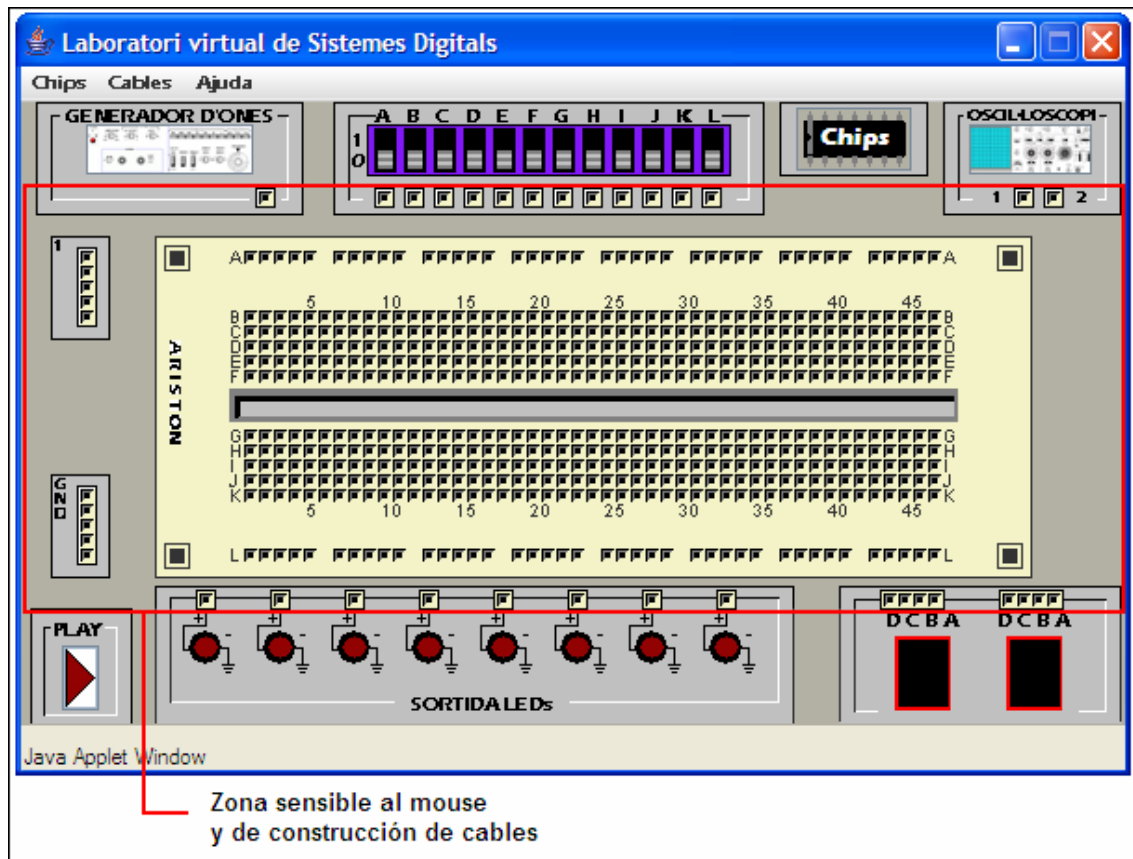 Laboratori virtual de Sistemes Digitals
Chips Cables Ajuda
GENERADOR D'ONES
A B C D E F G H I J K L
1
0
Chips
OSCIL·LOSCOPI
1 2
1
A A
5 10 15 20 25 30 35 40 45
B B
C C
D D
E E
F F
ARISTON
G G
H H
I I
J J
K K
5 10 15 20 25 30 35 40 45
GND
L L
PLAY
+ - + - + - + - + - + - + - + -
SORTIDA LEDs
D C B A D C B A
Java Applet Window
Zona sensible al mouse
y de construcción de cables